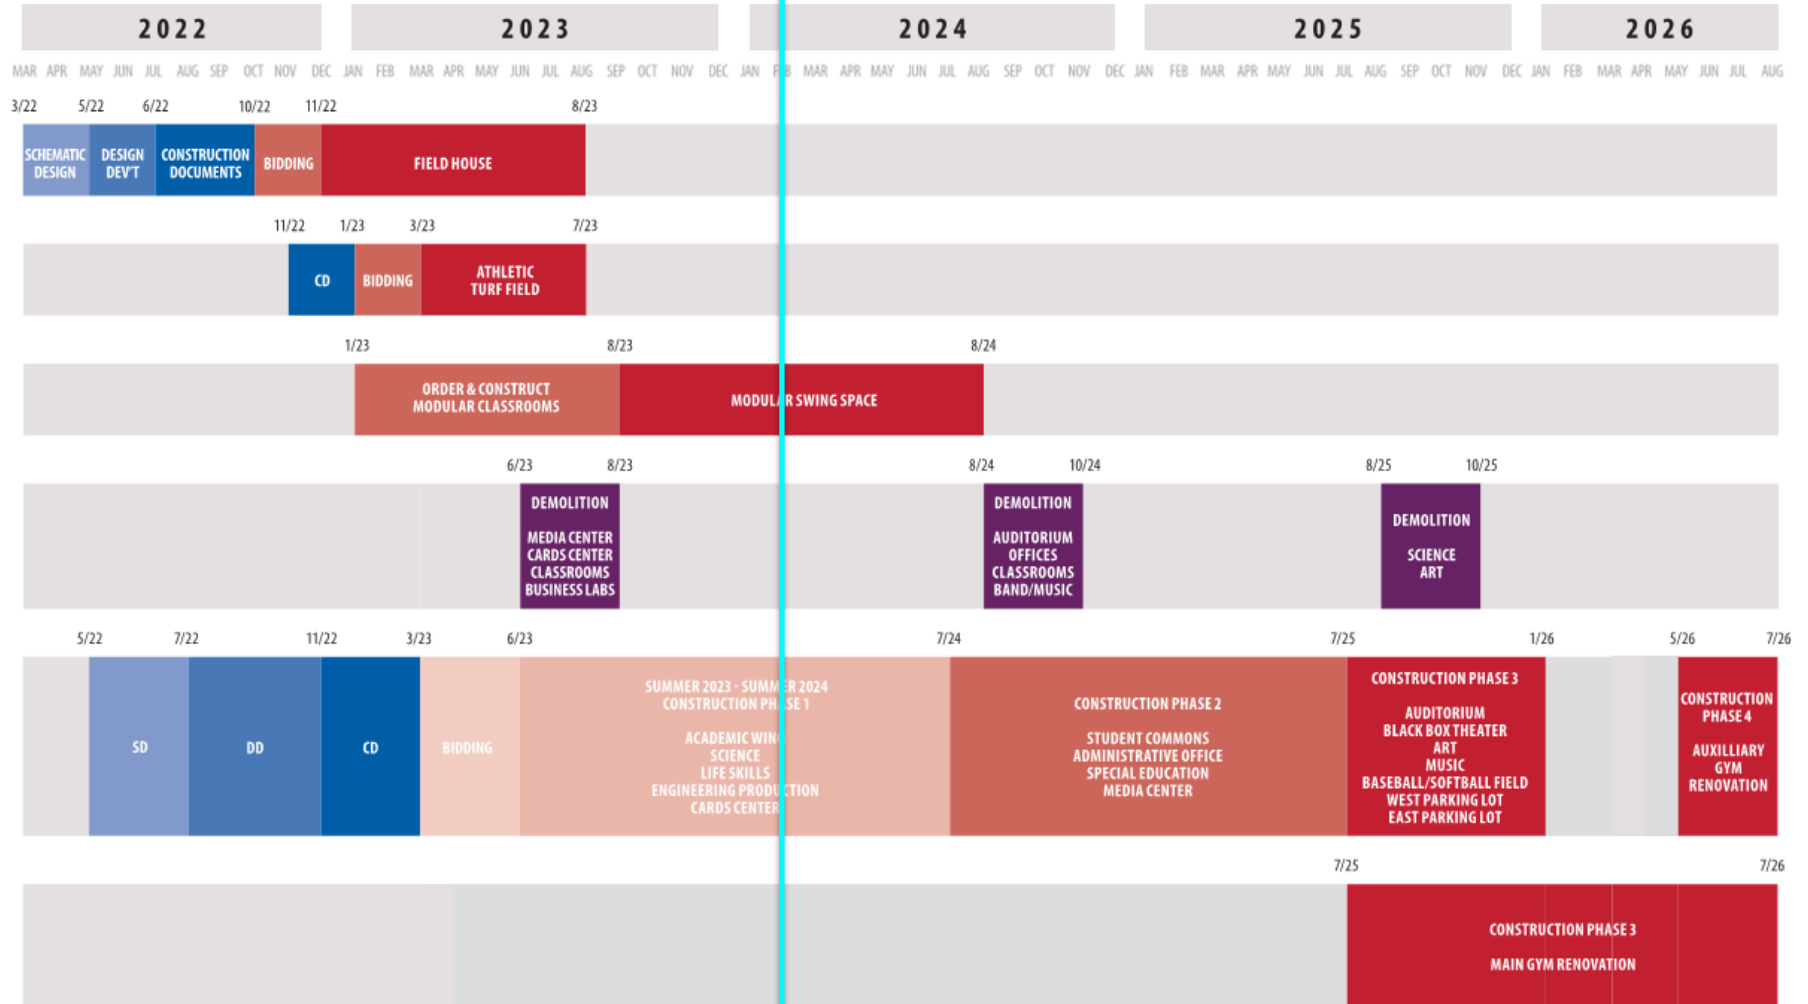 2022 2023 2024 2025 2026
MAR APR MAY JUN JUL AUG SEP OCT NOV DEC JAN FEB MAR APR MAY JUN JUL AUG SEP OCT NOV DEC JAN FEB MAR APR MAY JUN JUL AUG SEP OCT NOV DEC JAN FEB MAR APR MAY JUN JUL AUG SEP OCT NOV DEC JAN FEB MAR APR MAY JUN JUL AUG
3/22 5/22 6/22 10/22 11/22 8/23
SCHEMATIC
DESIGN
DESIGN
DEV'T
CONSTRUCTION
DOCUMENTS
BIDDING
FIELD HOUSE
11/22 1/23 3/23 7/23
CD
BIDDING
ATHLETIC
TURF FIELD
1/23 8/23 8/24
ORDER & CONSTRUCT
MODULAR CLASSROOMS
MODULAR SWING SPACE
6/23 8/23 8/24 10/24 8/25 10/25
DEMOLITION
MEDIA CENTER
CARDS CENTER
CLASSROOMS
BUSINESS LABS
DEMOLITION
AUDITORIUM
OFFICES
CLASSROOMS
BAND/MUSIC
DEMOLITION
SCIENCE
ART
5/22 7/22 11/22 3/23 6/23 7/24 7/25 1/26 5/26 7/26
SD
DD
CD
BIDDING
SUMMER 2023 - SUMMER 2024
CONSTRUCTION PHASE 1
ACADEMIC WING
SCIENCE
LIFE SKILLS
ENGINEERING PRODUCTION
CARDS CENTER
CONSTRUCTION PHASE 2
STUDENT COMMONS
ADMINISTRATIVE OFFICE
SPECIAL EDUCATION
MEDIA CENTER
CONSTRUCTION PHASE 3
AUDITORIUM
BLACK BOX THEATER
ART
MUSIC
BASEBALL/SOFTBALL FIELD
WEST PARKING LOT
EAST PARKING LOT
CONSTRUCTION
PHASE 4
AUXILLIARY
GYM
RENOVATION
7/25 7/26
CONSTRUCTION PHASE 3
MAIN GYM RENOVATION